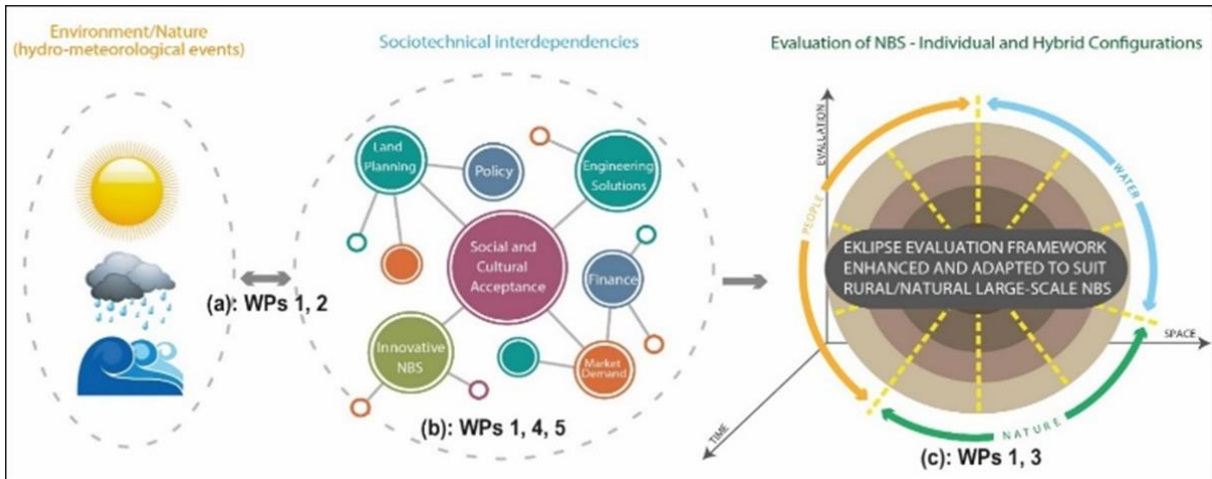 Environment/Nature
(hydro-meteorological events)
(a): WPs 1, 2
Sociotechnical interdependencies
Land
Planning
Policy
Engineering
Solutions
Social and
Cultural
Acceptance
Finance
Innovative
NBS
Market
Demand
(b): WPs 1, 4, 5
Evaluation of NBS - Individual and Hybrid Configurations
EVALUATION
PEOPLE
WATER
EKLIPSE EVALUATION FRAMEWORK
ENHANCED AND ADAPTED TO SUIT
RURAL/NATURAL LARGE-SCALE NBS
SPACE
TIME
NATURE
(c): WPs 1, 3